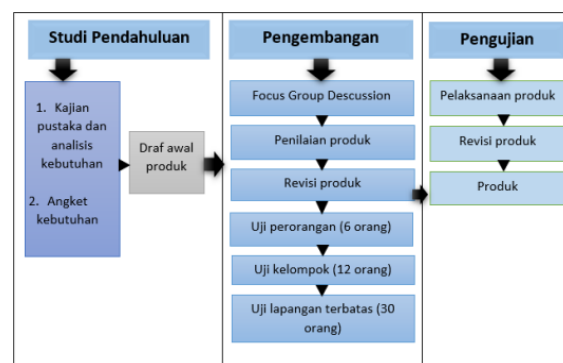 Studi Pendahuluan
1. Kajian
pustaka dan
analisis
kebutuhan
2. Angket
kebutuhan
Draf awal
produk
Pengembangan
Focus Group Descussion
Penilaian produk
Revisi produk
Uji perorangan (6 orang)
Uji kelompok (12 orang)
Uji lapangan terbatas (30
orang)
Pengujian
Pelaksanaan produk
Revisi produk
Produk